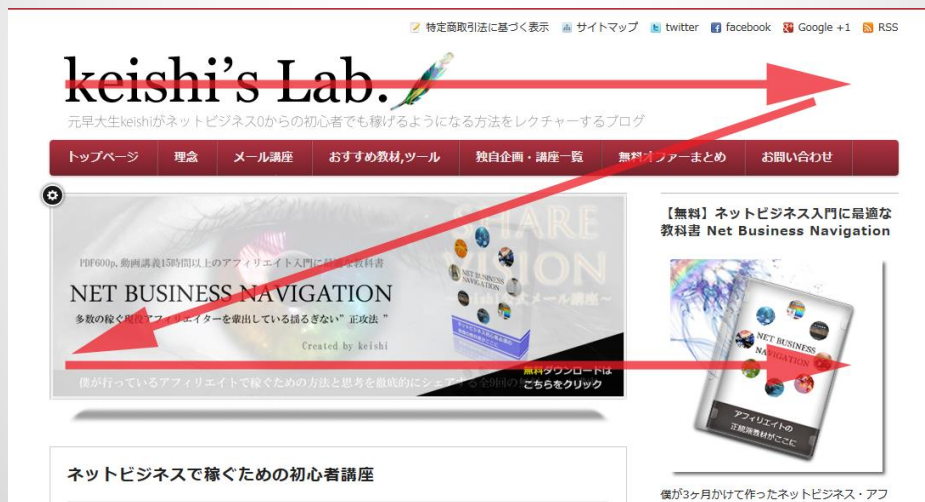 特定商取引法に基づく表示 サイトマップ twitter facebook Google +1 RSS
keishi's Lab.
元早大生keishiがネットビジネス0からの初心者でも稼げるようになる方法をレクチャーするブログ
トップページ 理念 メール講座 おすすめ教材,ツール 独自企画・講座一覧 無料オファーまとめ お問い合わせ
SHARE
VISION
PDF600p,動画講義15時間以上のアフィリエイト入門に最適な教科書
NET BUSINESS NAVIGATION
多数の稼ぐ現役アフィリエイターを輩出している揺るぎない"正攻法"
Created by keishi
NET BUSINESS
NAVIGATION
僕が行っているアフィリエイトで稼ぐための方法と思考を徹底的にシェア
無料ダウンロードは
こちらをクリック
【無料】ネットビジネス入門に最適な
教科書 Net Business Navigation
NET BUSINESS
NAVIGATION
アフィリエイトの
正統派教材がここに
ネットビジネスで稼ぐための初心者講座
僕が3ヶ月かけて作ったネットビジネス・アフ